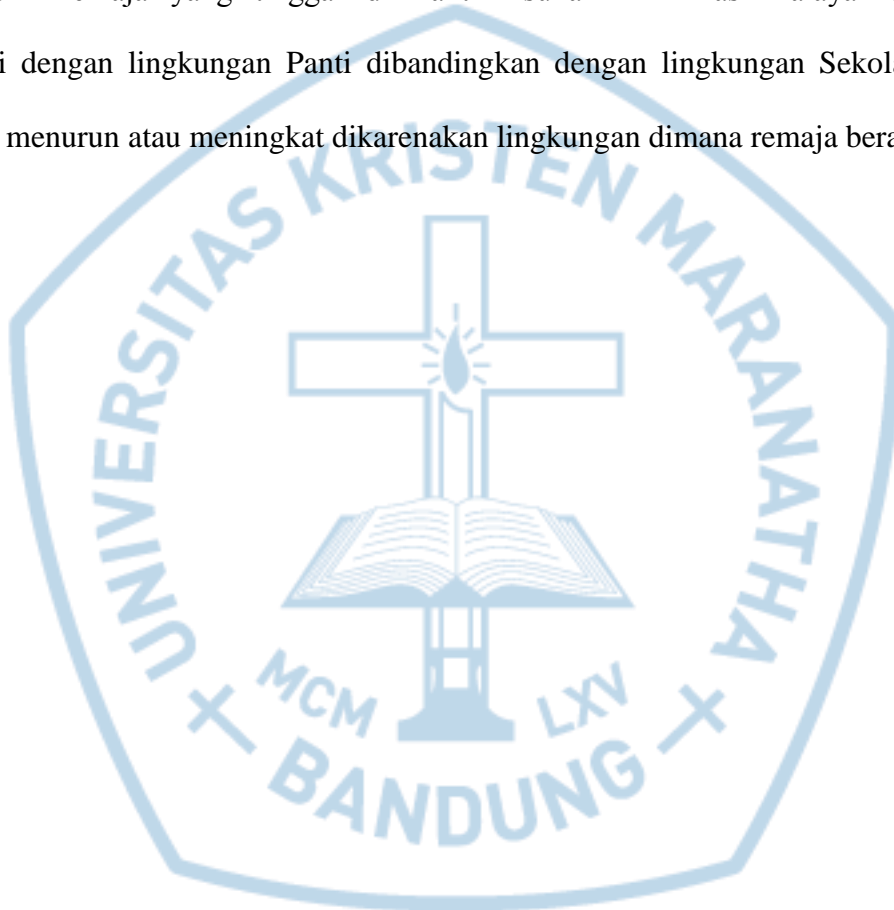 i dengan lingkungan Panti dibandingkan dengan lingkungan Sekola
menurun atau meningkat dikarenakan lingkungan dimana remaja bera
UNIVERSITAS KRISTEN MARANATHA
MCM LXV
BANDUNG